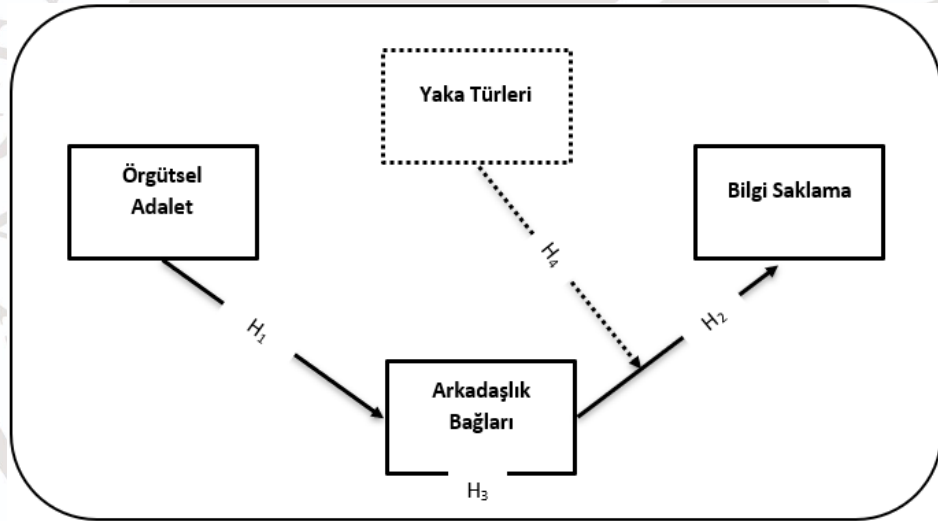 Yaka Türleri
Örgütsel
Adalet
Bilgi Saklama
H₄
H₁
H₂
Arkadaşlık
Bağları
H₃